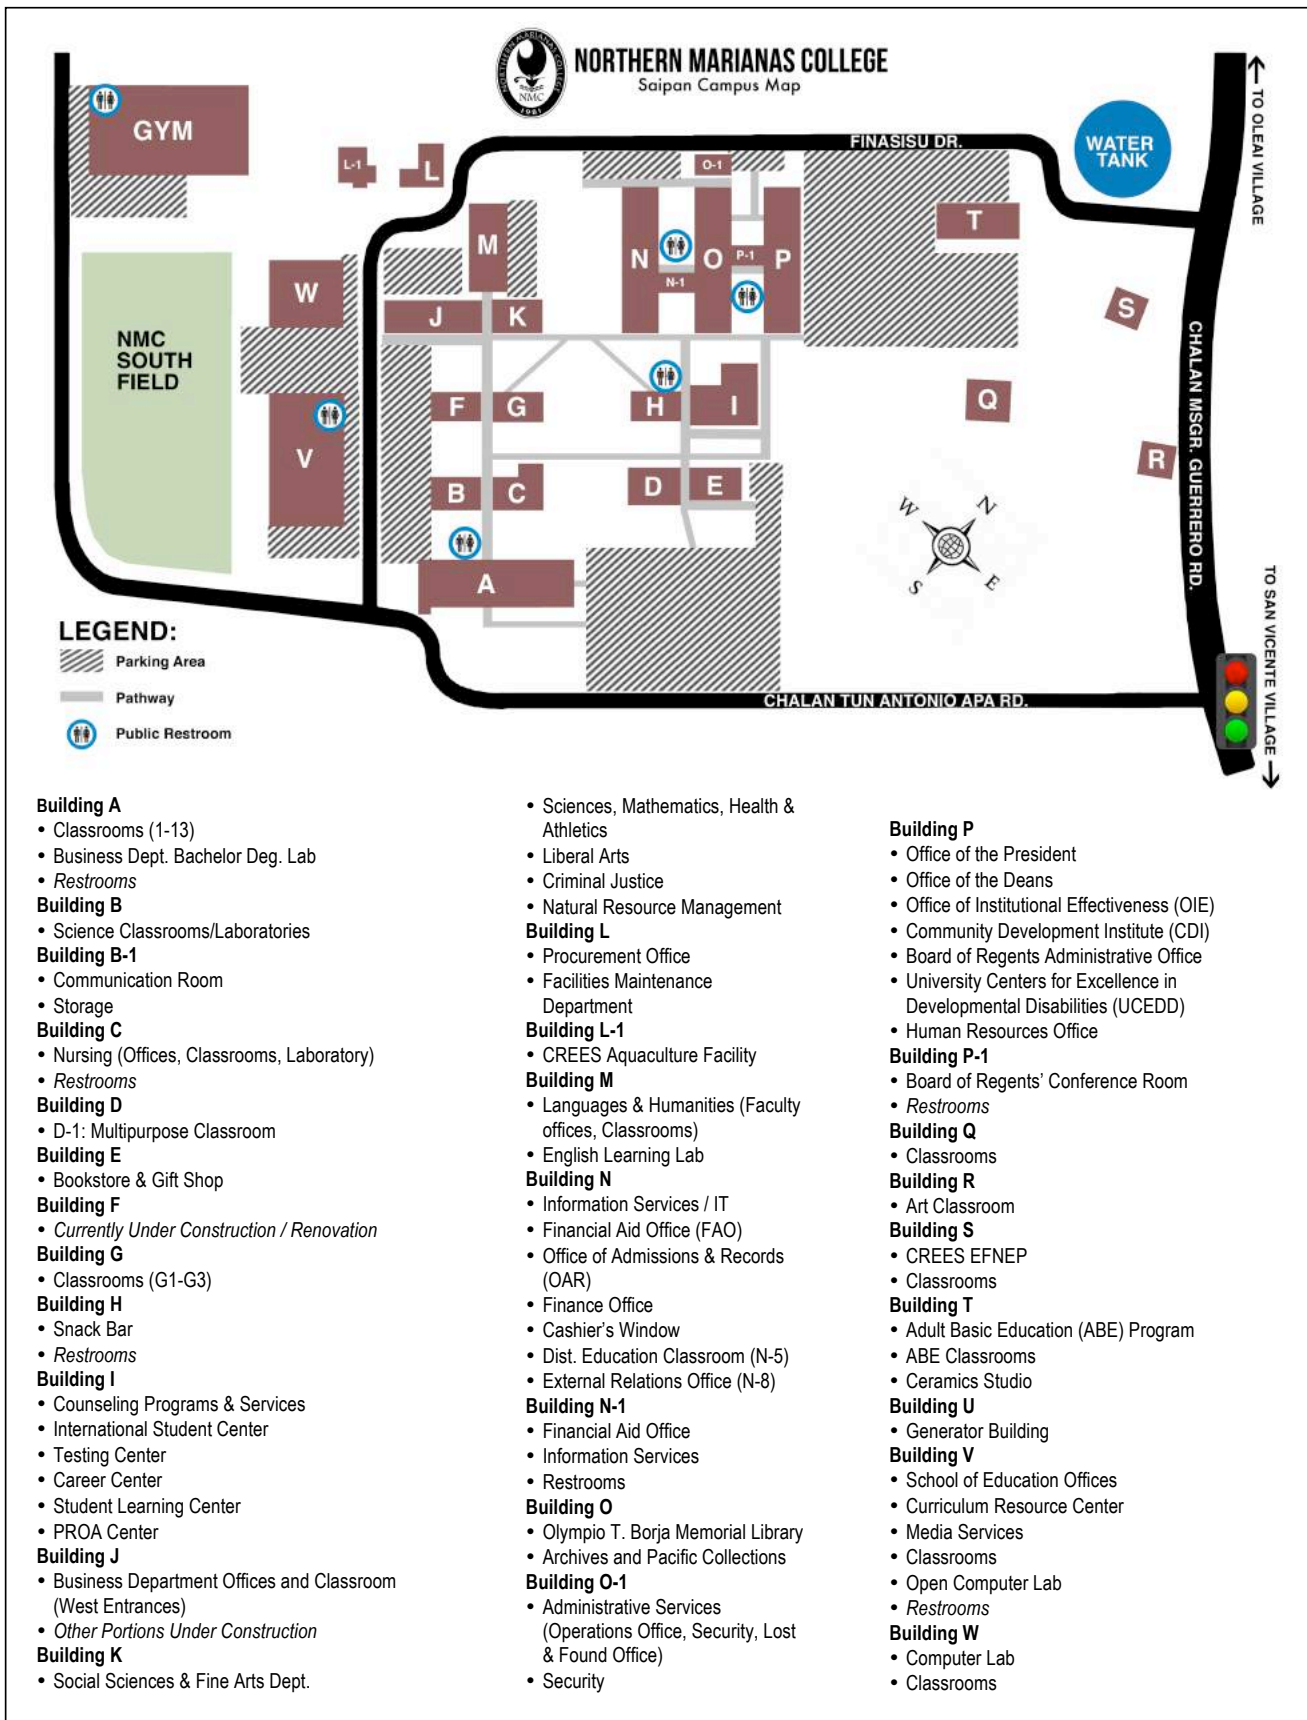 NORTHERN MARIANAS COLLEGE
Saipan Campus Map
NORTHERN MARIANAS COLLEGE
NMC
1981
TO OLEAI VILLAGE
FINASISU DR.
WATER
TANK
GYM
L-1
L
O-1
M
N
O
P-1
P
N-1
T
W
J
K
S
NMC
SOUTH
FIELD
CHALAN MSGR. GUERRERO RD.
F
G
H
I
Q
V
B
C
D
E
R
W
N
S
E
A
TO SAN VICENTE VILLAGE
LEGEND:
Parking Area
Pathway
Public Restroom
CHALAN TUN ANTONIO APA RD.
Building A
• Classrooms (1-13)
• Business Dept. Bachelor Deg. Lab
• Restrooms
Building B
• Science Classrooms/Laboratories
Building B-1
• Communication Room
• Storage
Building C
• Nursing (Offices, Classrooms, Laboratory)
• Restrooms
Building D
• D-1: Multipurpose Classroom
Building E
• Bookstore & Gift Shop
Building F
• Currently Under Construction / Renovation
Building G
• Classrooms (G1-G3)
Building H
• Snack Bar
• Restrooms
Building I
• Counseling Programs & Services
• International Student Center
• Testing Center
• Career Center
• Student Learning Center
• PROA Center
Building J
• Business Department Offices and Classroom
(West Entrances)
• Other Portions Under Construction
Building K
• Social Sciences & Fine Arts Dept.
• Sciences, Mathematics, Health &
Athletics
• Liberal Arts
• Criminal Justice
• Natural Resource Management
Building L
• Procurement Office
• Facilities Maintenance
Department
Building L-1
• CREES Aquaculture Facility
Building M
• Languages & Humanities (Faculty
offices, Classrooms)
• English Learning Lab
Building N
• Information Services / IT
• Financial Aid Office (FAO)
• Office of Admissions & Records
(OAR)
• Finance Office
• Cashier's Window
• Dist. Education Classroom (N-5)
• External Relations Office (N-8)
Building N-1
• Financial Aid Office
• Information Services
• Restrooms
Building O
• Olympio T. Borja Memorial Library
• Archives and Pacific Collections
Building O-1
• Administrative Services
(Operations Office, Security, Lost
& Found Office)
• Security
Building P
• Office of the President
• Office of the Deans
• Office of Institutional Effectiveness (OIE)
• Community Development Institute (CDI)
• Board of Regents Administrative Office
• University Centers for Excellence in
Developmental Disabilities (UCEDD)
• Human Resources Office
Building P-1
• Board of Regents' Conference Room
• Restrooms
Building Q
• Classrooms
Building R
• Art Classroom
Building S
• CREES EFNEP
• Classrooms
Building T
• Adult Basic Education (ABE) Program
• ABE Classrooms
• Ceramics Studio
Building U
• Generator Building
Building V
• School of Education Offices
• Curriculum Resource Center
• Media Services
• Classrooms
• Open Computer Lab
• Restrooms
Building W
• Computer Lab
• Classrooms